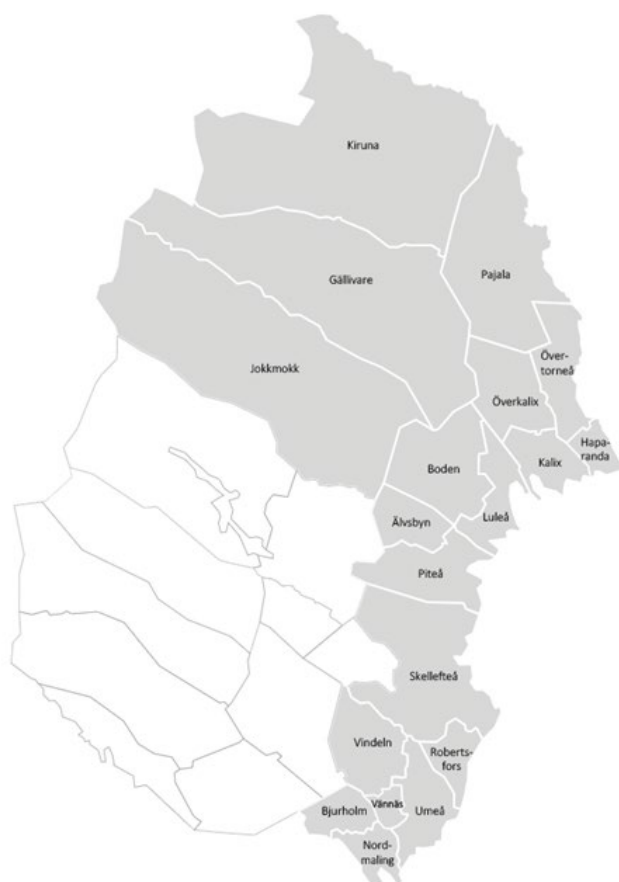 Kiruna
Pajala
Gällivare
Över-
torneå
Jokkmokk
Överkalix
Hapa-
randa
Kalix
Boden
Luleå
Älvsbyn
Piteå
Skellefteå
Vindeln
Roberts-
fors
Vännäs
Umeå
Bjurholm
Nord-
maling